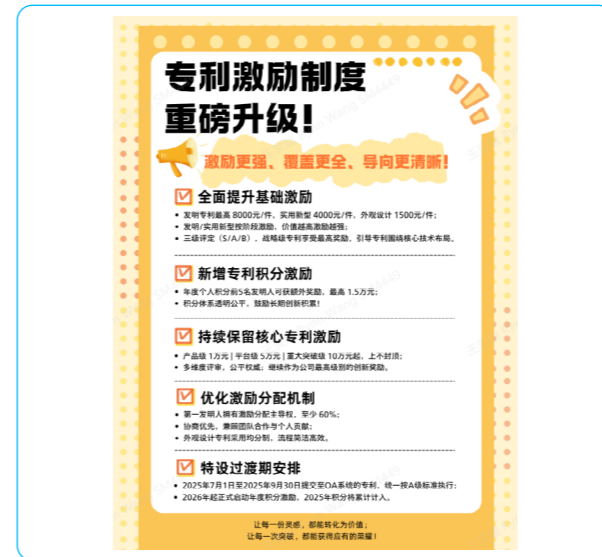 专利激励制度
重磅升级!
激励更强、覆盖更全、导向更清晰!
全面提升基础激励
• 发明专利最高 8000元/件，实用新型 4000元/件，外观设计 1500元/件；
• 发明/实用新型按阶段激励，价值越高激励越强；
• 三级评定（S/A/B），战略级专利享受最高奖励，引导专利围绕核心技术布局。
新增专利积分激励
• 年度个人积分前5名发明人可获额外奖励，最高 1.5万元；
• 积分体系透明公平，鼓励长期创新积累！
持续保留核心专利激励
• 产品级 1万元 | 平台级 5万元 | 重大突破级 10万元起，上不封顶；
• 多维度评审，公平权威；继续作为公司最高级别的创新奖励。
优化激励分配机制
• 第一发明人拥有激励分配主导权，至少 60%；
• 协商优先，兼顾团队合作与个人贡献；
• 外观设计专利采用均分制，流程简洁高效。
特设过渡期安排
• 2025年7月1日至2025年9月30日提交至OA系统的专利，统一按A级标准执行；
• 2026年起正式启动年度积分激励，2025年积分将累计计入。
让每一份灵感，都能转化为价值；
让每一次突破，都能获得应有的荣耀！